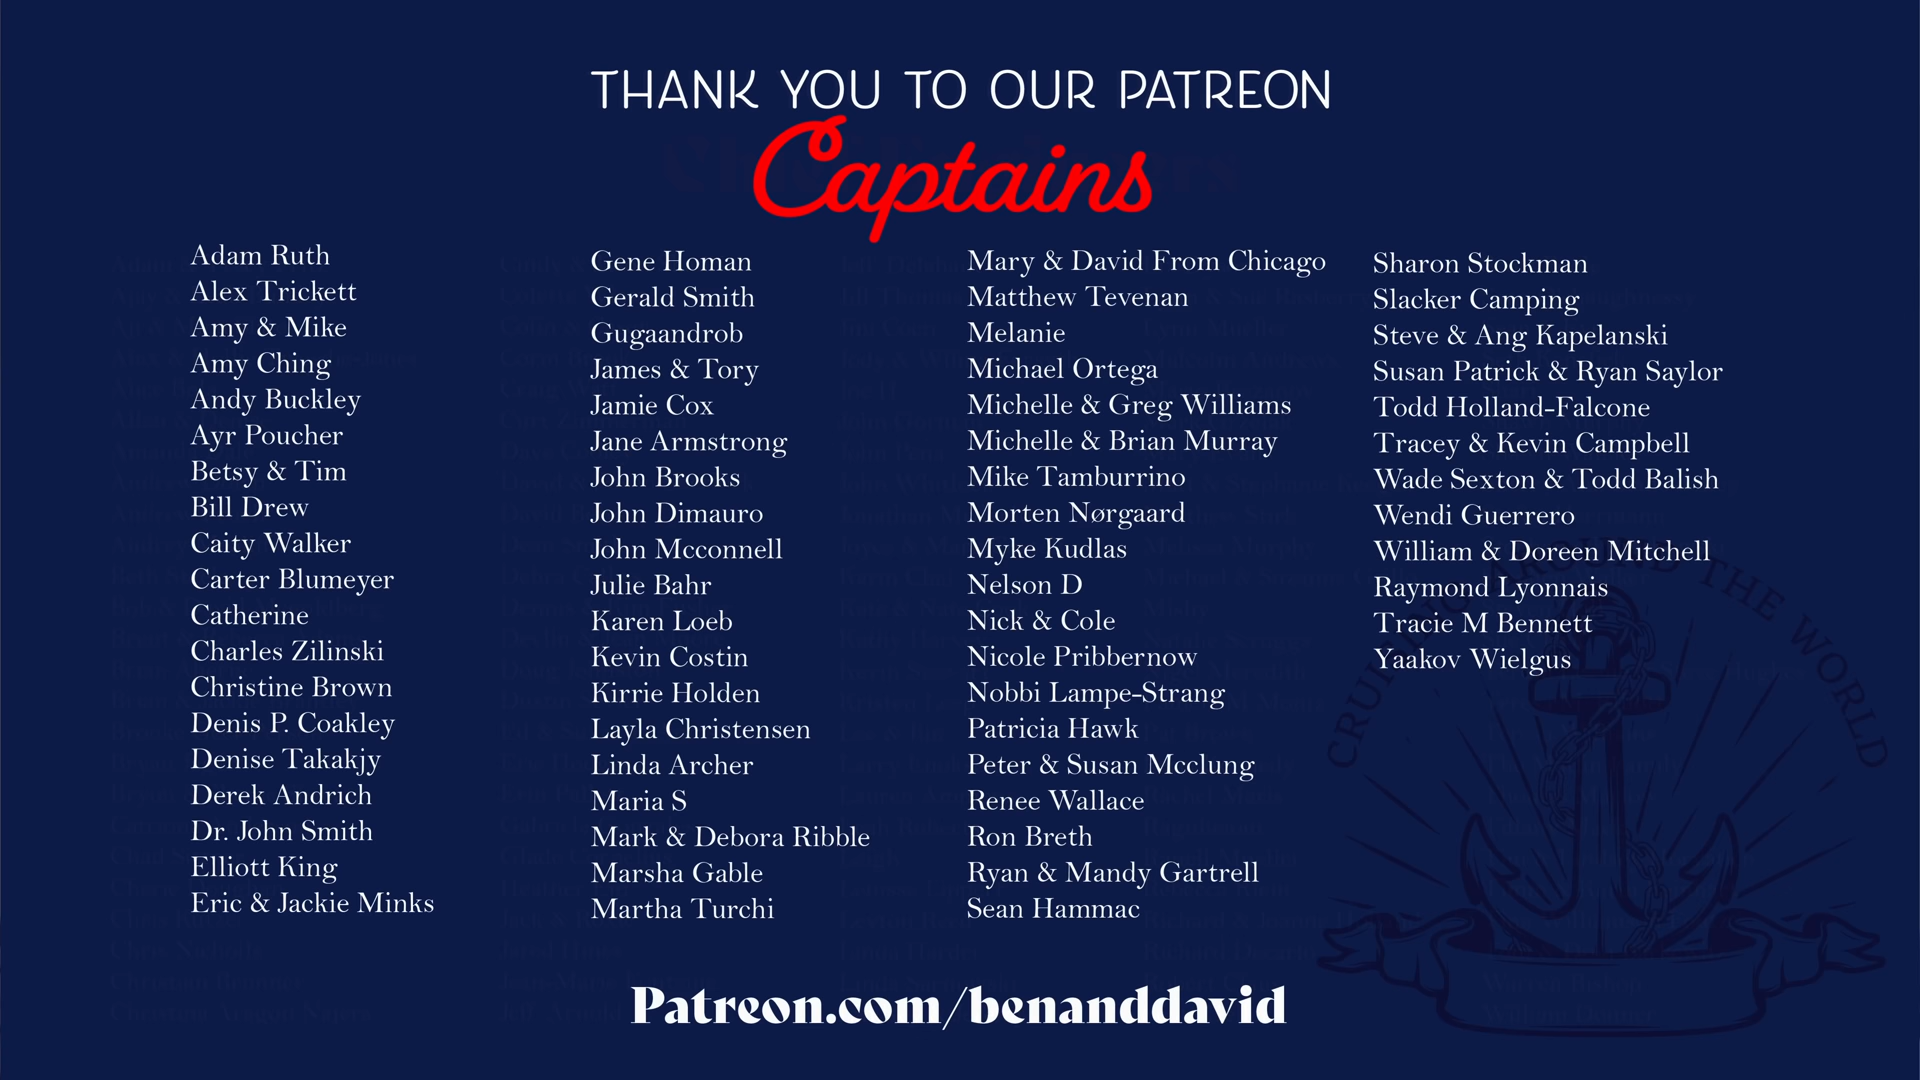 THANK YOU TO OUR PATREON
Captains
Adam Ruth
Alex Trickett
Amy & Mike
Amy Ching
Andy Buckley
Ayr Poucher
Betsy & Tim
Bill Drew
Caity Walker
Carter Blumeyer
Catherine
Charles Zilinski
Christine Brown
Denis P. Coakley
Denise Takakjy
Derek Andrich
Dr. John Smith
Elliott King
Eric & Jackie Minks
Gene Homan
Gerald Smith
Gugaandrob
James & Tory
Jamie Cox
Jane Armstrong
John Brooks
John Dimauro
John Mcconnell
Julie Bahr
Karen Loeb
Kevin Costin
Kirrie Holden
Layla Christensen
Linda Archer
Maria S
Mark & Debora Ribble
Marsha Gable
Martha Turchi
Mary & David From Chicago
Matthew Tevenan
Melanie
Michael Ortega
Michelle & Greg Williams
Michelle & Brian Murray
Mike Tamburrino
Morten Nørgaard
Myke Kudlas
Nelson D
Nick & Cole
Nicole Pribbernow
Nobbi Lampe-Strang
Patricia Hawk
Peter & Susan Mcclung
Renee Wallace
Ron Breth
Ryan & Mandy Gartrell
Sean Hammac
Sharon Stockman
Slacker Camping
Steve & Ang Kapelanski
Susan Patrick & Ryan Saylor
Todd Holland-Falcone
Tracey & Kevin Campbell
Wade Sexton & Todd Balish
Wendi Guerrero
William & Doreen Mitchell
Raymond Lyonnais
Tracie M Bennett
Yaakov Wielgus
CRUISING AROUND THE WORLD
Patreon.com/benanddavid